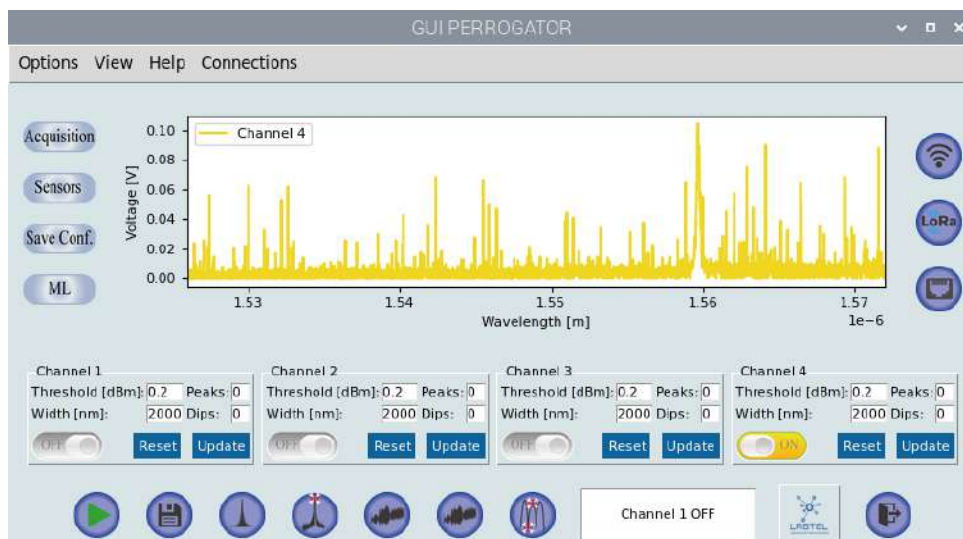 GUI PERROGATOR
Options View Help Connections
Acquisition
Sensors
Save Conf.
ML
Channel 4
Voltage [V]
0.10
0.08
0.06
0.04
0.02
0.00
1.53 1.54 1.55 1.56 1.57
Wavelength [m]
1e−6
LoRa
Channel 1
Threshold [dBm]: 0.2 Peaks: 0
Width [nm]: 2000 Dips: 0
OFF Reset Update
Channel 2
Threshold [dBm]: 0.2 Peaks: 0
Width [nm]: 2000 Dips: 0
OFF Reset Update
Channel 3
Threshold [dBm]: 0.2 Peaks: 0
Width [nm]: 2000 Dips: 0
OFF Reset Update
Channel 4
Threshold [dBm]: 0.2 Peaks: 0
Width [nm]: 2000 Dips: 0
ON Reset Update
Channel 1 OFF
LABTEL